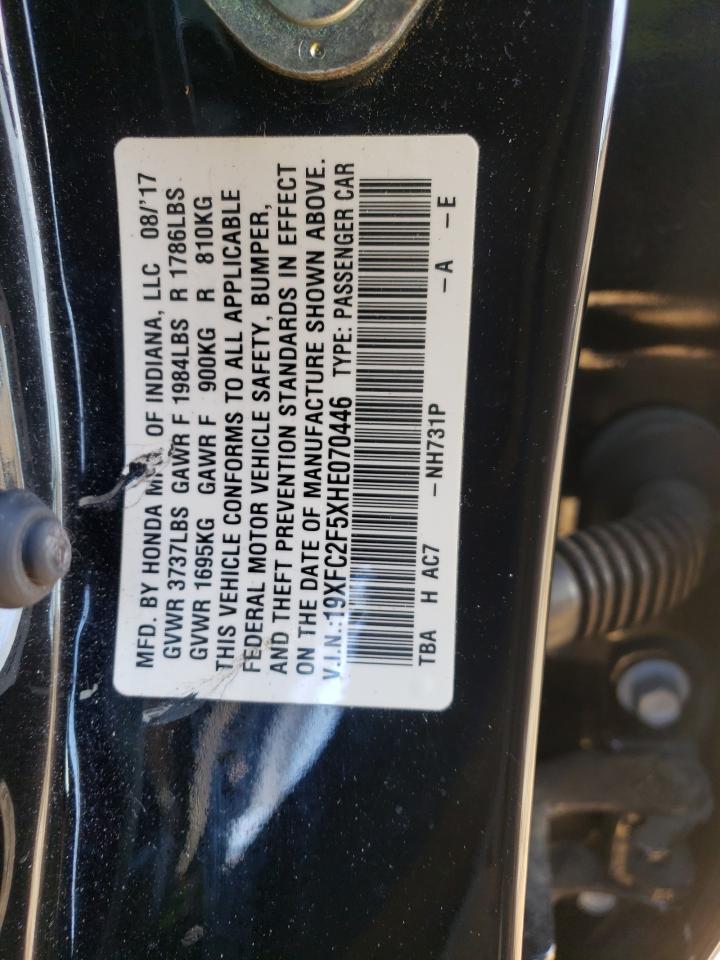 MFD. BY HONDA MFG OF INDIANA, LLC 08/'17
GVWR 3737LBS GAWR F 1984LBS R 1786LBS
GVWR 1695KG GAWR F 900KG R 810KG
THIS VEHICLE CONFORMS TO ALL APPLICABLE
FEDERAL MOTOR VEHICLE SAFETY, BUMPER,
AND THEFT PREVENTION STANDARDS IN EFFECT
ON THE DATE OF MANUFACTURE SHOWN ABOVE.
V.I.N.:19XFC2F5XHE070446 TYPE: PASSENGER CAR
TBA H AC7 -NH731P -A -E